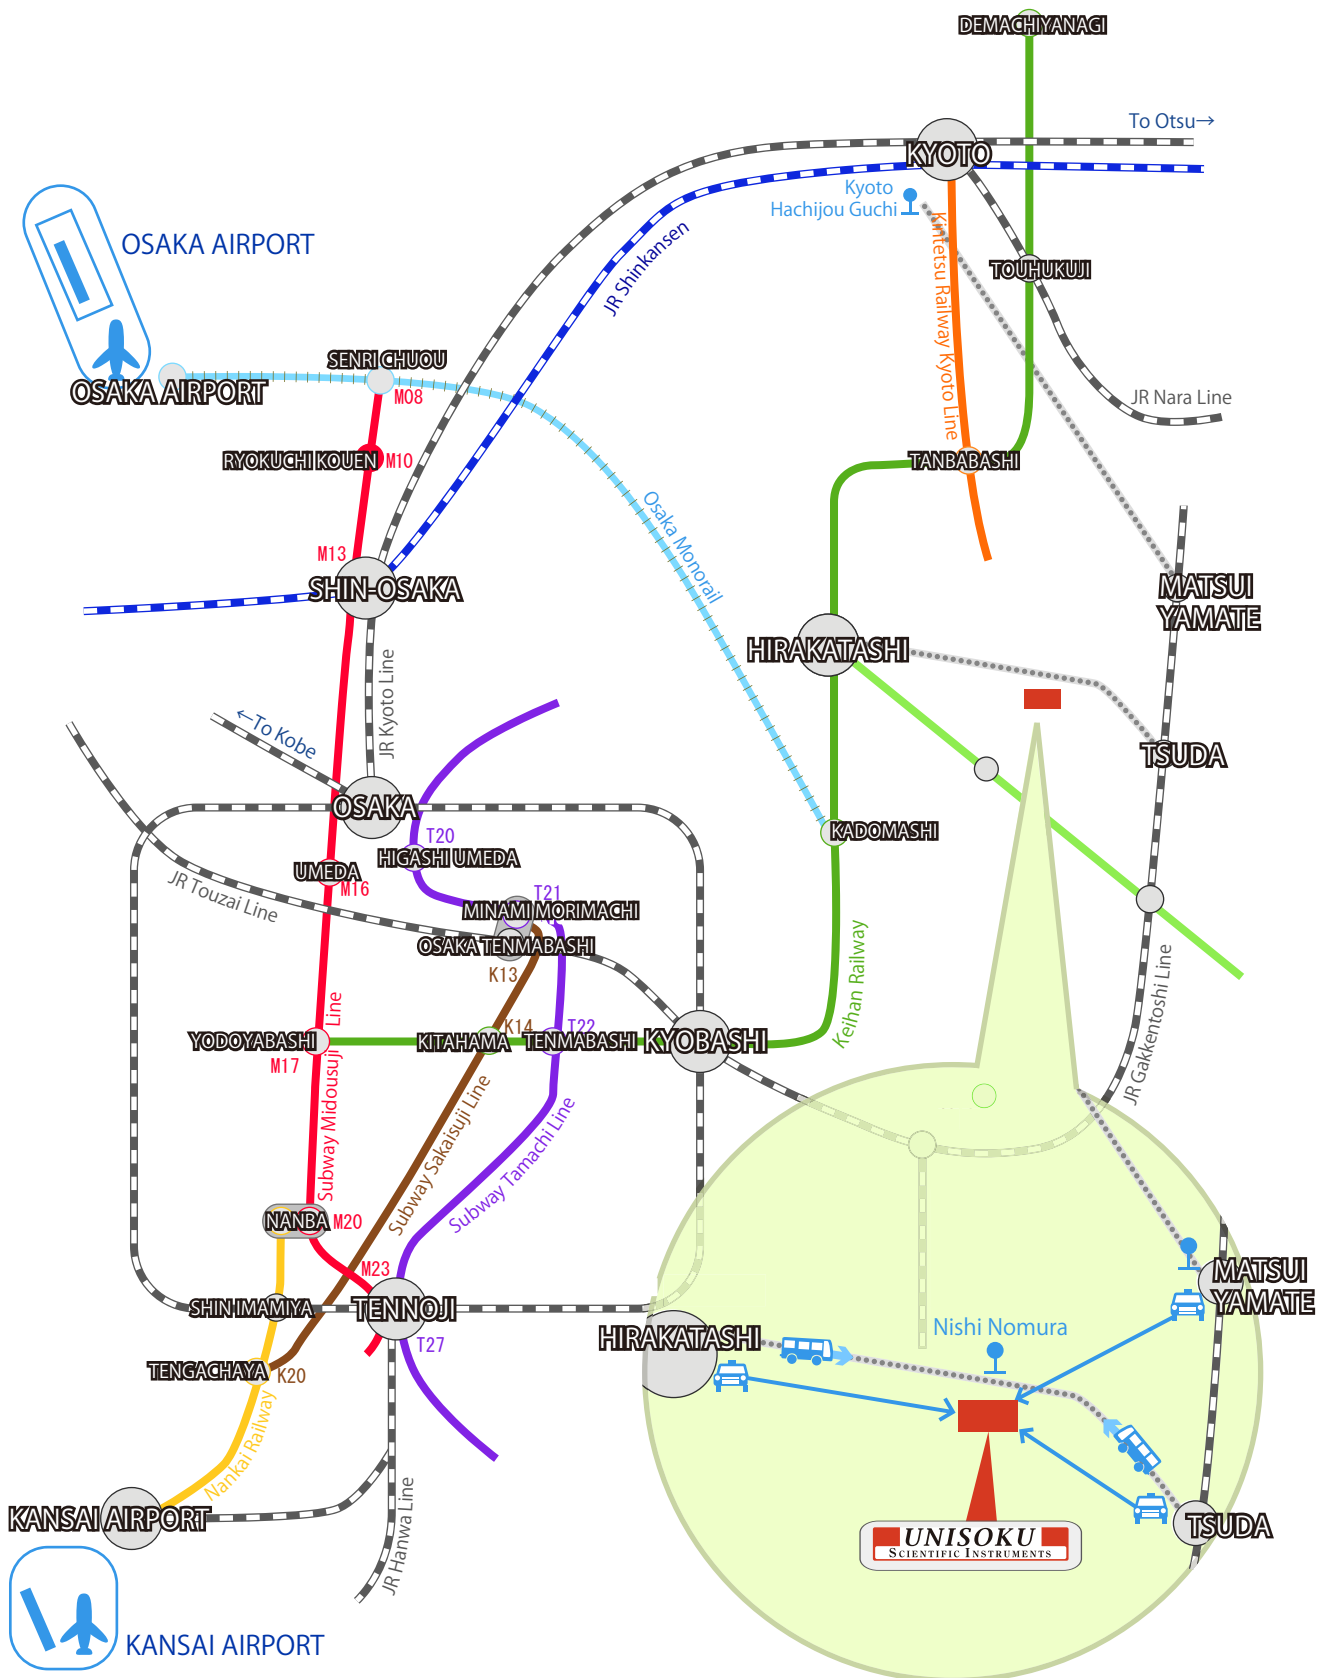 DEMACHIYANAGI
To Otsu→
KYOTO
Kyoto
Hachijou Guchi
OSAKA AIRPORT
JR Shinkansen
Kintetsu Railway Kyoto Line
TOUHUKUJI
SENRI CHUOU
OSAKA AIRPORT
M08
JR Nara Line
RYOKUCHI KOUEN
M10
TANBABASHI
Osaka Monorail
M13
SHIN-OSAKA
MATSUI
YAMATE
HIRAKATASHI
JR Kyoto Line
←To Kobe
TSUDA
OSAKA
T20
KADOMASHI
HIGASHI UMEDA
UMEDA
M16
JR Touzai Line
T21
MINAMI MORIMACHI
OSAKA TENMABASHI
K13
Keihan Railway
JR Gakkentoshi Line
YODOYABASHI
M17
KITAHAMA
K14
T22
TENMABASHI
KYOBASHI
Subway Midousuji Line
Subway Sakaisuji Line
Subway Tamachi Line
NANBA
M20
M23
SHIN IMAMIYA
TENNOJI
T27
TENGACHAYA
K20
Nankai Railway
MATSUI
YAMATE
HIRAKATASHI
Nishi Nomura
KANSAI AIRPORT
JR Hanwa Line
TSUDA
UNISOKU
SCIENTIFIC INSTRUMENTS
KANSAI AIRPORT